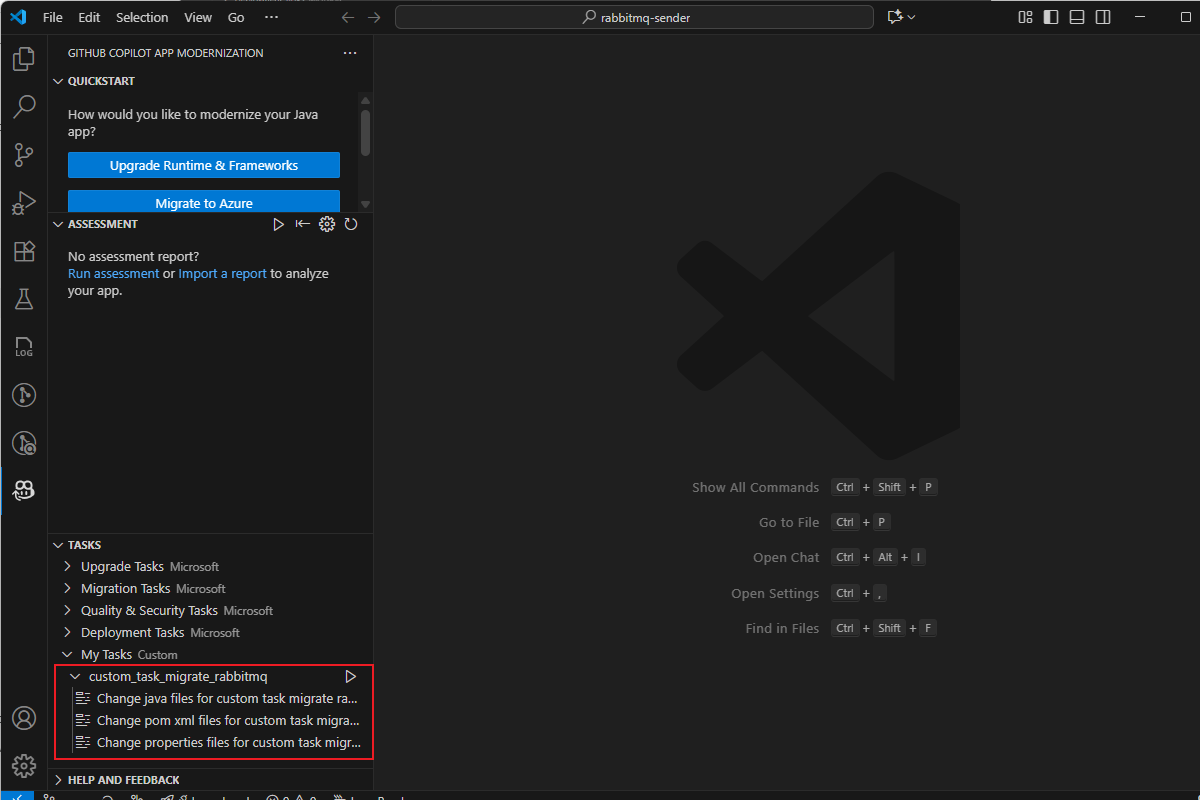 File Edit Selection View Go ···
rabbitmq-sender
GITHUB COPILOT APP MODERNIZATION
QUICKSTART
How would you like to modernize your Java
app?
Upgrade Runtime & Frameworks
Migrate to Azure
ASSESSMENT
No assessment report?
Run assessment or Import a report to analyze
your app.
LOG
Show All Commands Ctrl + Shift + P
Go to File Ctrl + P
Open Chat Ctrl + Alt + I
Open Settings Ctrl + ,
Find in Files Ctrl + Shift + F
TASKS
Upgrade Tasks Microsoft
Migration Tasks Microsoft
Quality & Security Tasks Microsoft
Deployment Tasks Microsoft
My Tasks Custom
custom_task_migrate_rabbitmq
Change java files for custom task migrate ra...
Change pom xml files for custom task migra...
Change properties files for custom task migr...
HELP AND FEEDBACK